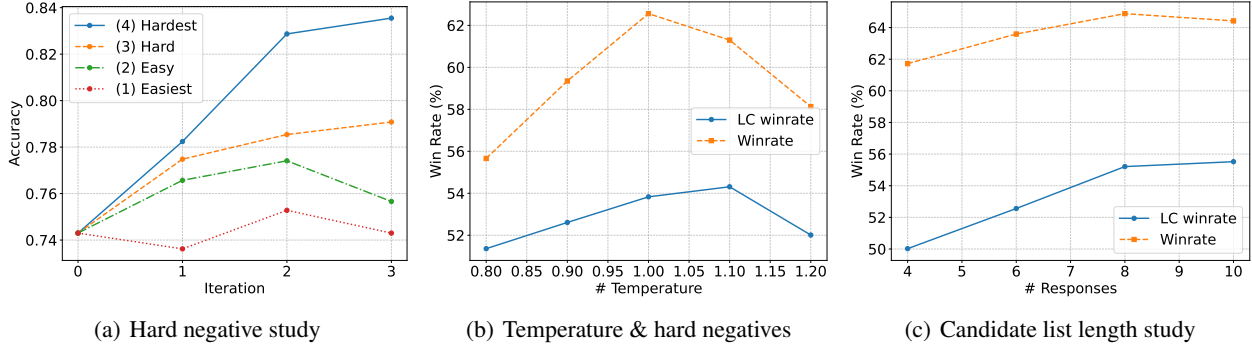 0.84
0.82
0.80
0.78
0.76
0.74
Accuracy
(4) Hardest
(3) Hard
(2) Easy
(1) Easiest
0 1 2 3
Iteration
(a) Hard negative study
62
60
58
56
54
52
Win Rate (%)
LC winrate
Winrate
0.80 0.85 0.90 0.95 1.00 1.05 1.10 1.15 1.20
# Temperature
(b) Temperature & hard negatives
64
62
60
58
56
54
52
50
Win Rate (%)
LC winrate
Winrate
4 5 6 7 8 9 10
# Responses
(c) Candidate list length study